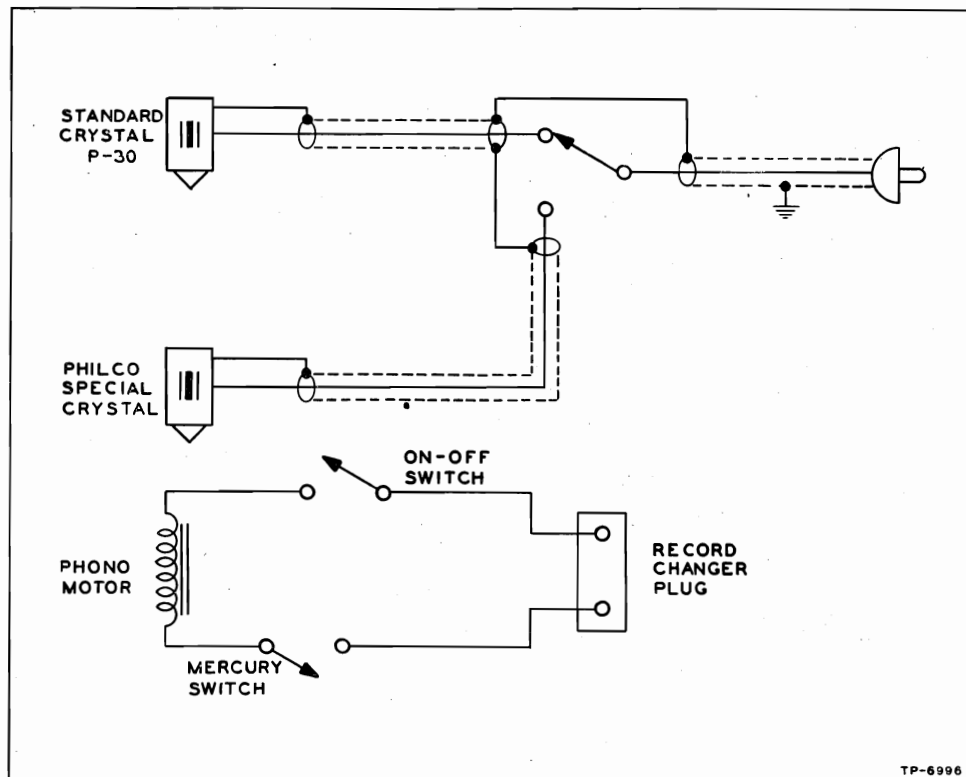 STANDARD
CRYSTAL
P-30
PHILCO
SPECIAL
CRYSTAL
ON-OFF
SWITCH
PHONO
MOTOR
RECORD
CHANGER
PLUG
MERCURY
SWITCH
TP-6996